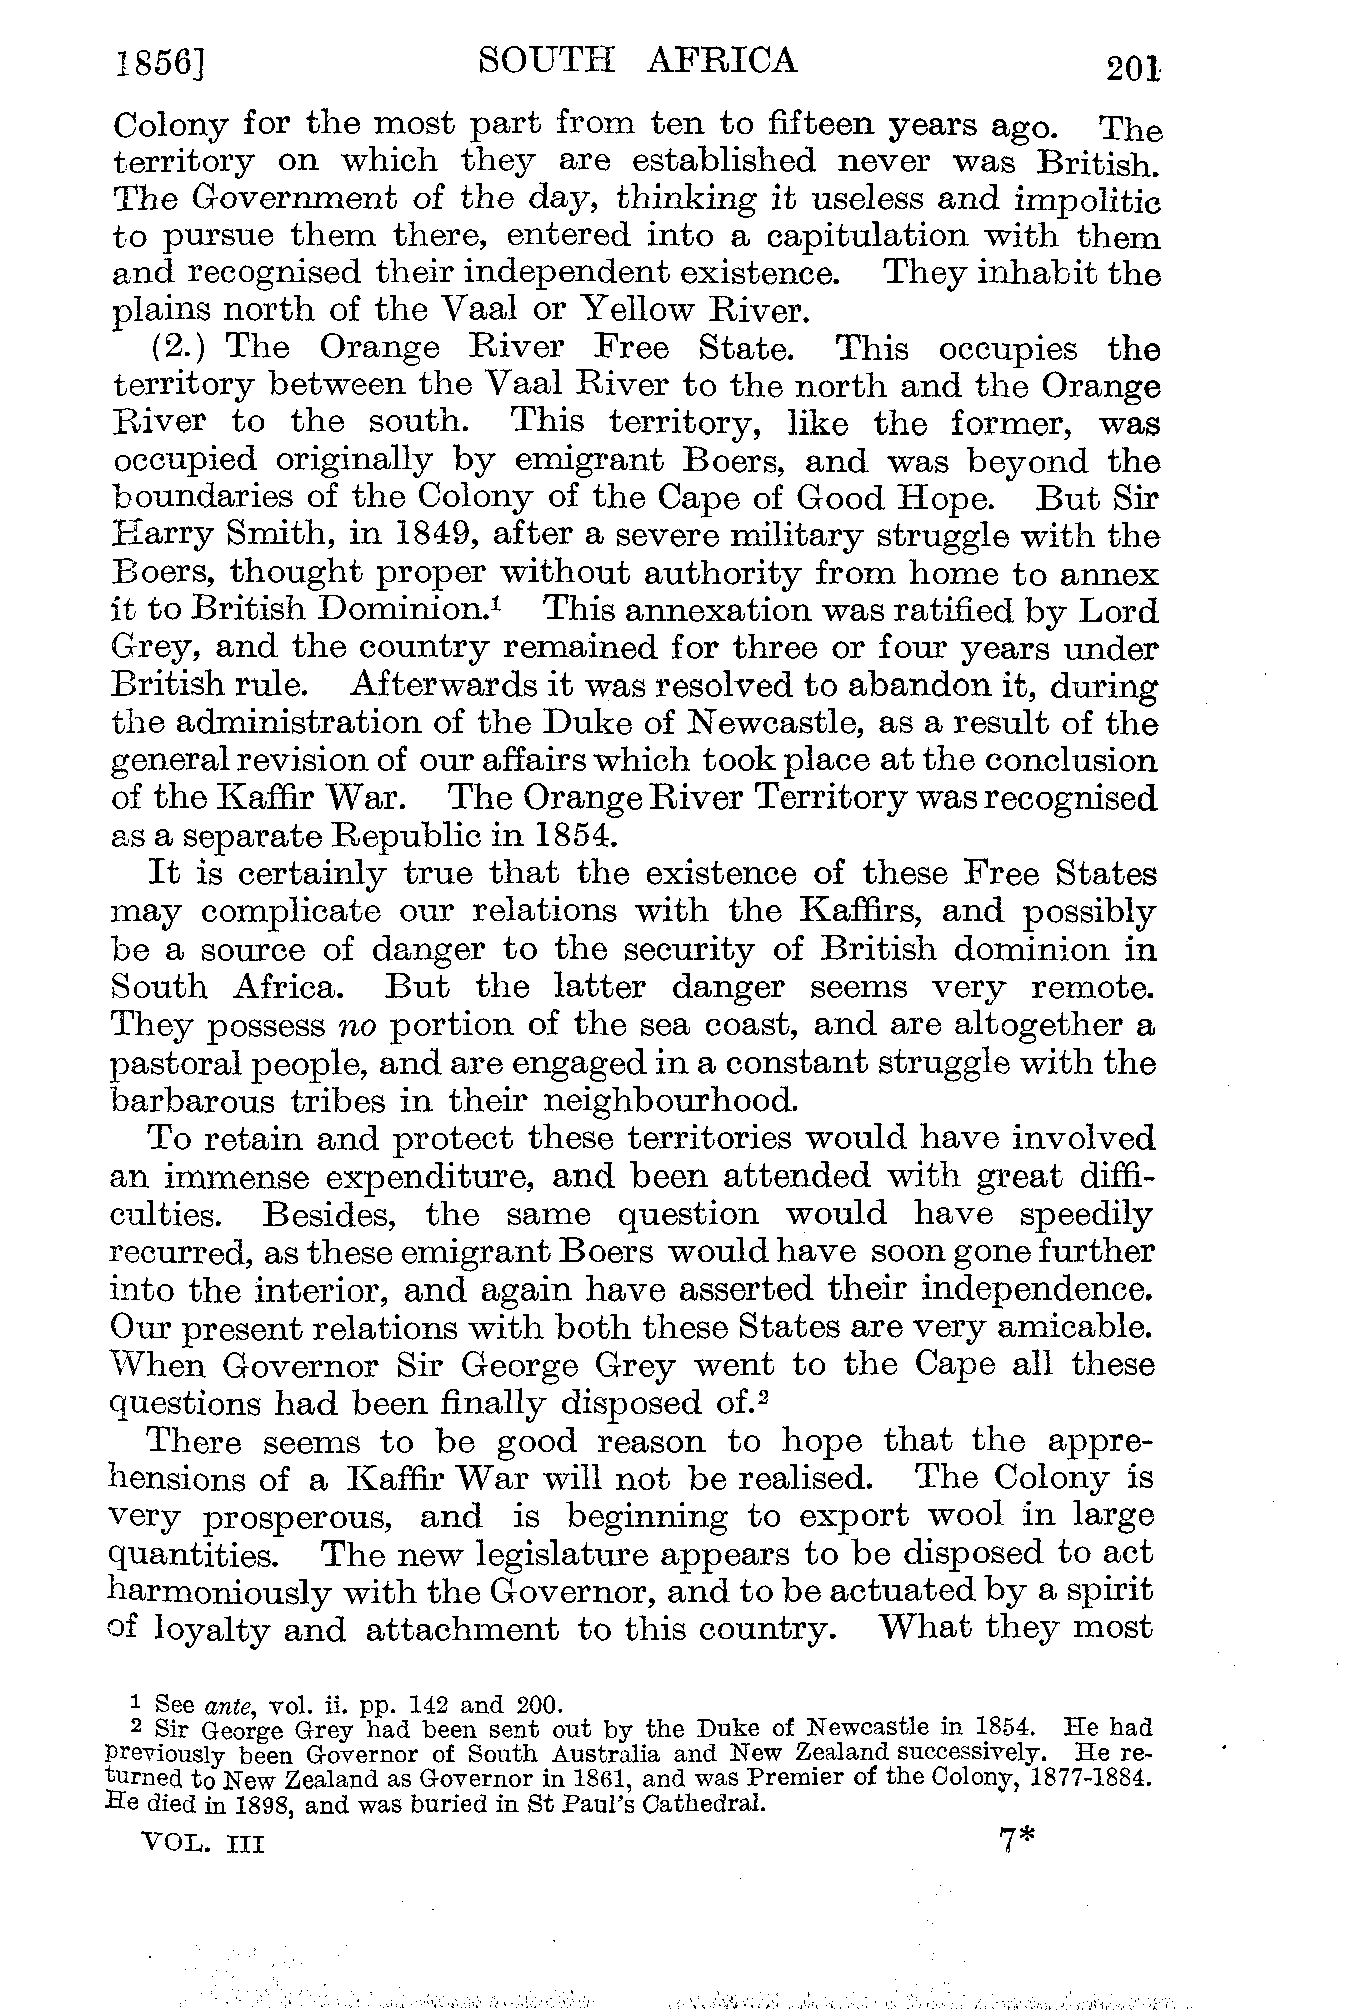 1856] SOUTH AFRICA 201
Colony for the most part from ten to fifteen years ago. The
territory on which they are established never was British.
The Government of the day, thinking it useless and impolitic
to pursue them there, entered into a capitulation with them
and recognised their independent existence. They inhabit the
plains north of the Vaal or Yellow River.
(2.) The Orange River Free State. This occupies the
territory between the Vaal River to the north and the Orange
River to the south. This territory, like the former, was
occupied originally by emigrant Boers, and was beyond the
boundaries of the Colony of the Cape of Good Hope. But Sir
Harry Smith, in 1849, after a severe military struggle with the
Boers, thought proper without authority from home to annex
it to British Dominion.¹ This annexation was ratified by Lord
Grey, and the country remained for three or four years under
British rule. Afterwards it was resolved to abandon it, during
the administration of the Duke of Newcastle, as a result of the
general revision of our affairs which took place at the conclusion
of the Kaffir War. The Orange River Territory was recognised
as a separate Republic in 1854.
It is certainly true that the existence of these Free States
may complicate our relations with the Kaffirs, and possibly
be a source of danger to the security of British dominion in
South Africa. But the latter danger seems very remote.
They possess no portion of the sea coast, and are altogether a
pastoral people, and are engaged in a constant struggle with the
barbarous tribes in their neighbourhood.
To retain and protect these territories would have involved
an immense expenditure, and been attended with great diffi-
culties. Besides, the same question would have speedily
recurred, as these emigrant Boers would have soon gone further
into the interior, and again have asserted their independence.
Our present relations with both these States are very amicable.
When Governor Sir George Grey went to the Cape all these
questions had been finally disposed of.²
There seems to be good reason to hope that the appre-
hensions of a Kaffir War will not be realised. The Colony is
very prosperous, and is beginning to export wool in large
quantities. The new legislature appears to be disposed to act
harmoniously with the Governor, and to be actuated by a spirit
of loyalty and attachment to this country. What they most
1 See ante, vol. ii. pp. 142 and 200.
2 Sir George Grey had been sent out by the Duke of Newcastle in 1854. He had
previously been Governor of South Australia and New Zealand successively. He re-
turned to New Zealand as Governor in 1861, and was Premier of the Colony, 1877-1884.
He died in 1898, and was buried in St Paul's Cathedral.
VOL. III 7*